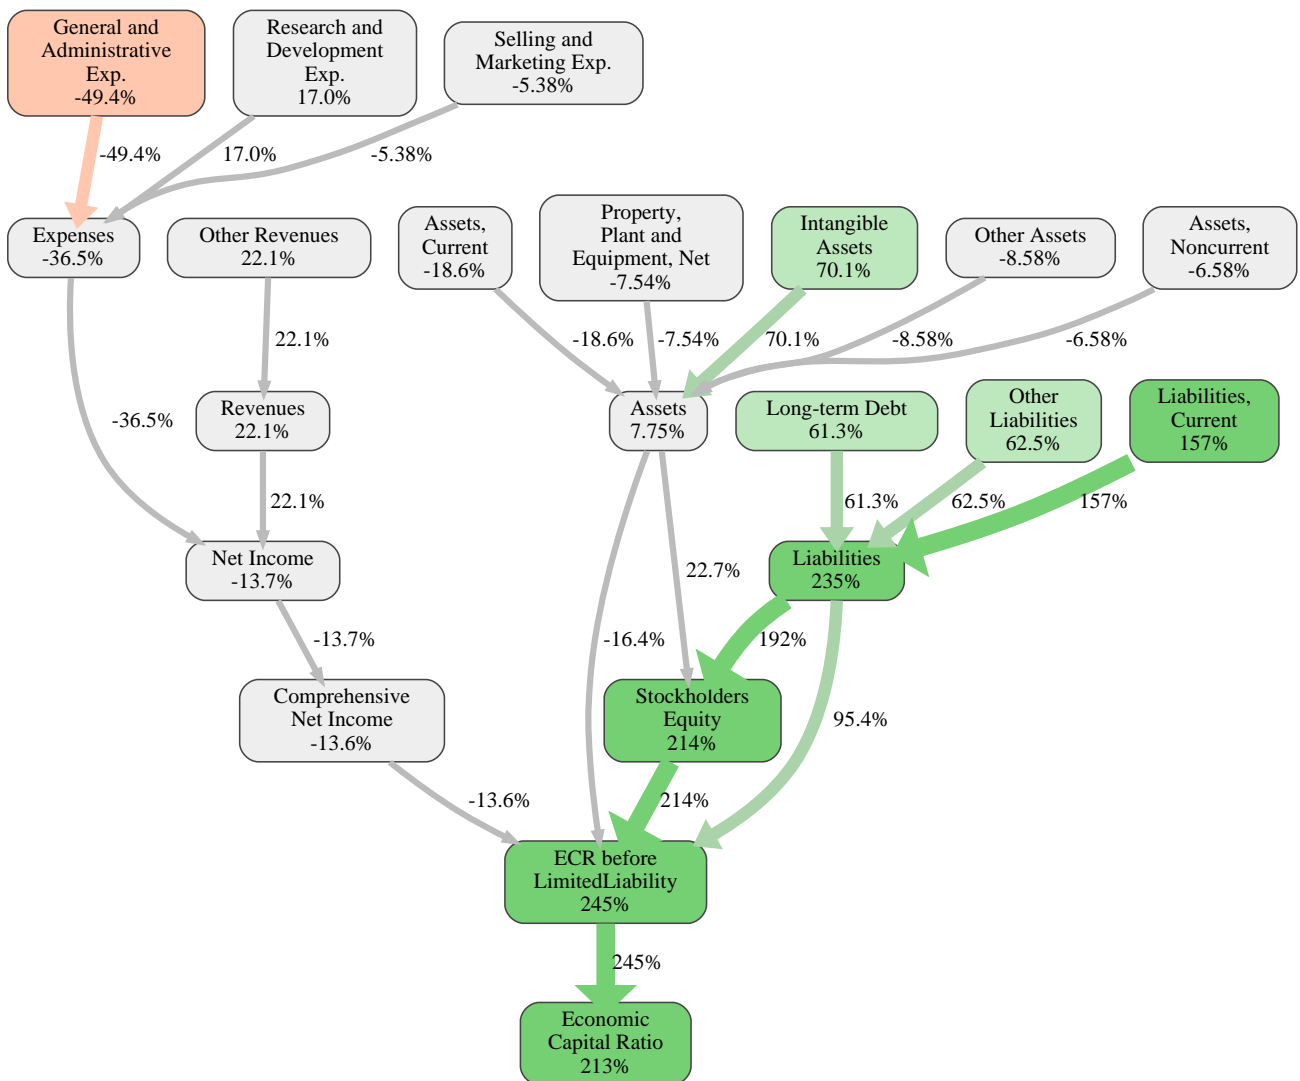 General and
Administrative
Exp.
-49.4%
Research and
Development
Exp.
17.0%
Selling and
Marketing Exp.
-5.38%
-49.4%
17.0%
-5.38%
Expenses
-36.5%
Other Revenues
22.1%
Assets,
Current
-18.6%
Property,
Plant and
Equipment, Net
-7.54%
Intangible
Assets
70.1%
Other Assets
-8.58%
Assets,
Noncurrent
-6.58%
22.1%
-18.6%
-7.54%
70.1%
-8.58%
-6.58%
-36.5%
Revenues
22.1%
Assets
7.75%
Long-term Debt
61.3%
Other
Liabilities
62.5%
Liabilities,
Current
157%
22.1%
61.3%
62.5%
157%
Net Income
-13.7%
22.7%
Liabilities
235%
-13.7%
-16.4%
192%
Comprehensive
Net Income
-13.6%
Stockholders
Equity
214%
95.4%
-13.6%
214%
ECR before
LimitedLiability
245%
245%
Economic
Capital Ratio
213%